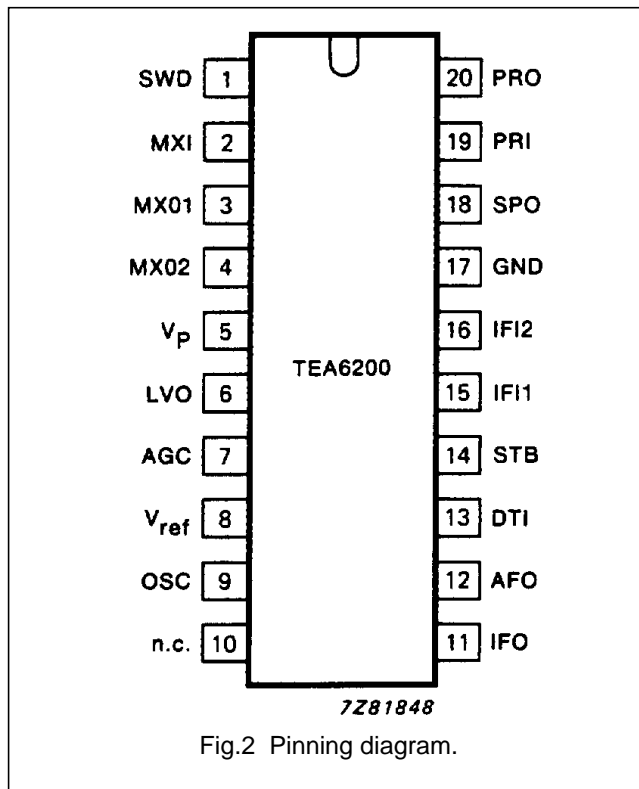 SWD 1 20 PRO
MXI 2 19 PRI
MX01 3 18 SPO
MX02 4 17 GND
VP 5 16 IFI2
TEA6200
LVO 6 15 IFI1
AGC 7 14 STB
Vref 8 13 DTI
OSC 9 12 AFO
n.c. 10 11 IFO
7Z81848
Fig.2 Pinning diagram.